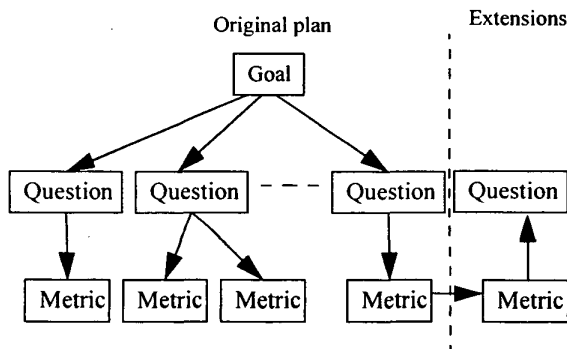 Original plan
Extensions
Goal
Question Question Question Question
Metric Metric Metric Metric Metric